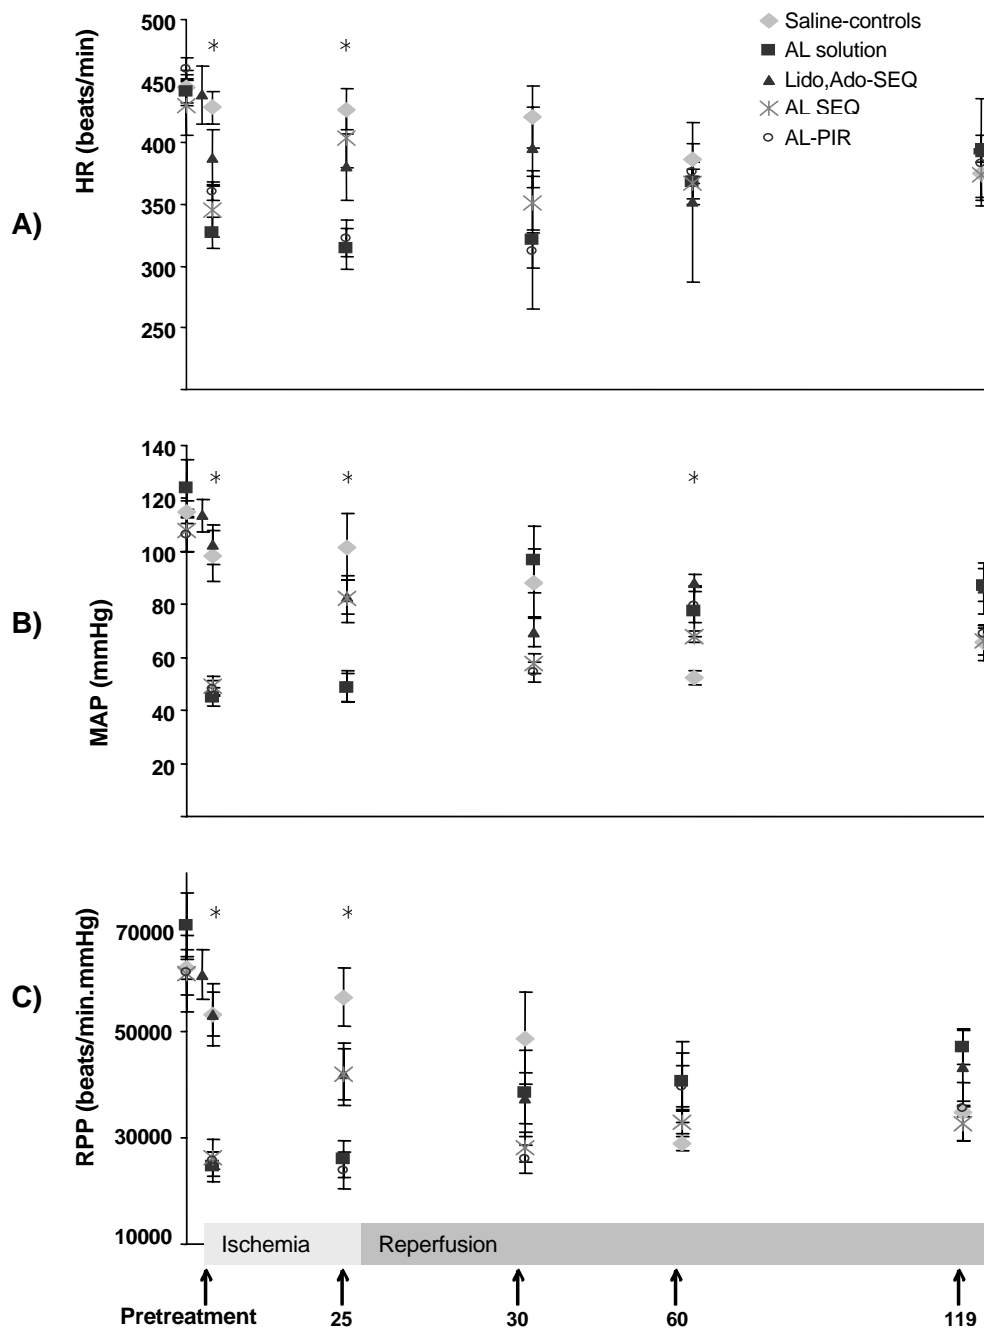 A)
HR (beats/min)
500
450
400
350
300
250
*
*
Saline-controls
AL solution
Lido,Ado-SEQ
AL SEQ
AL-PIR
B)
MAP (mmHg)
140
120
100
80
60
40
20
*
*
*
C)
RPP (beats/min.mmHg)
70000
50000
30000
10000
*
*
Ischemia
Reperfusion
Pretreatment
25
30
60
119